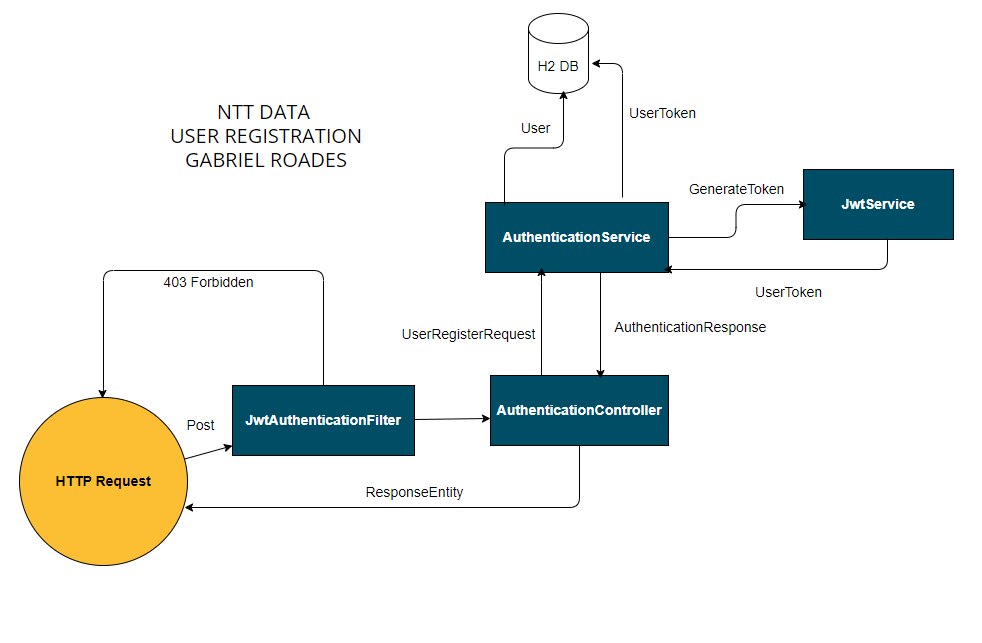 H2 DB
NTT DATA
USER REGISTRATION
GABRIEL ROADES
User
UserToken
GenerateToken
JwtService
AuthenticationService
UserToken
403 Forbidden
UserRegisterRequest
AuthenticationResponse
Post
JwtAuthenticationFilter
AuthenticationController
HTTP Request
ResponseEntity